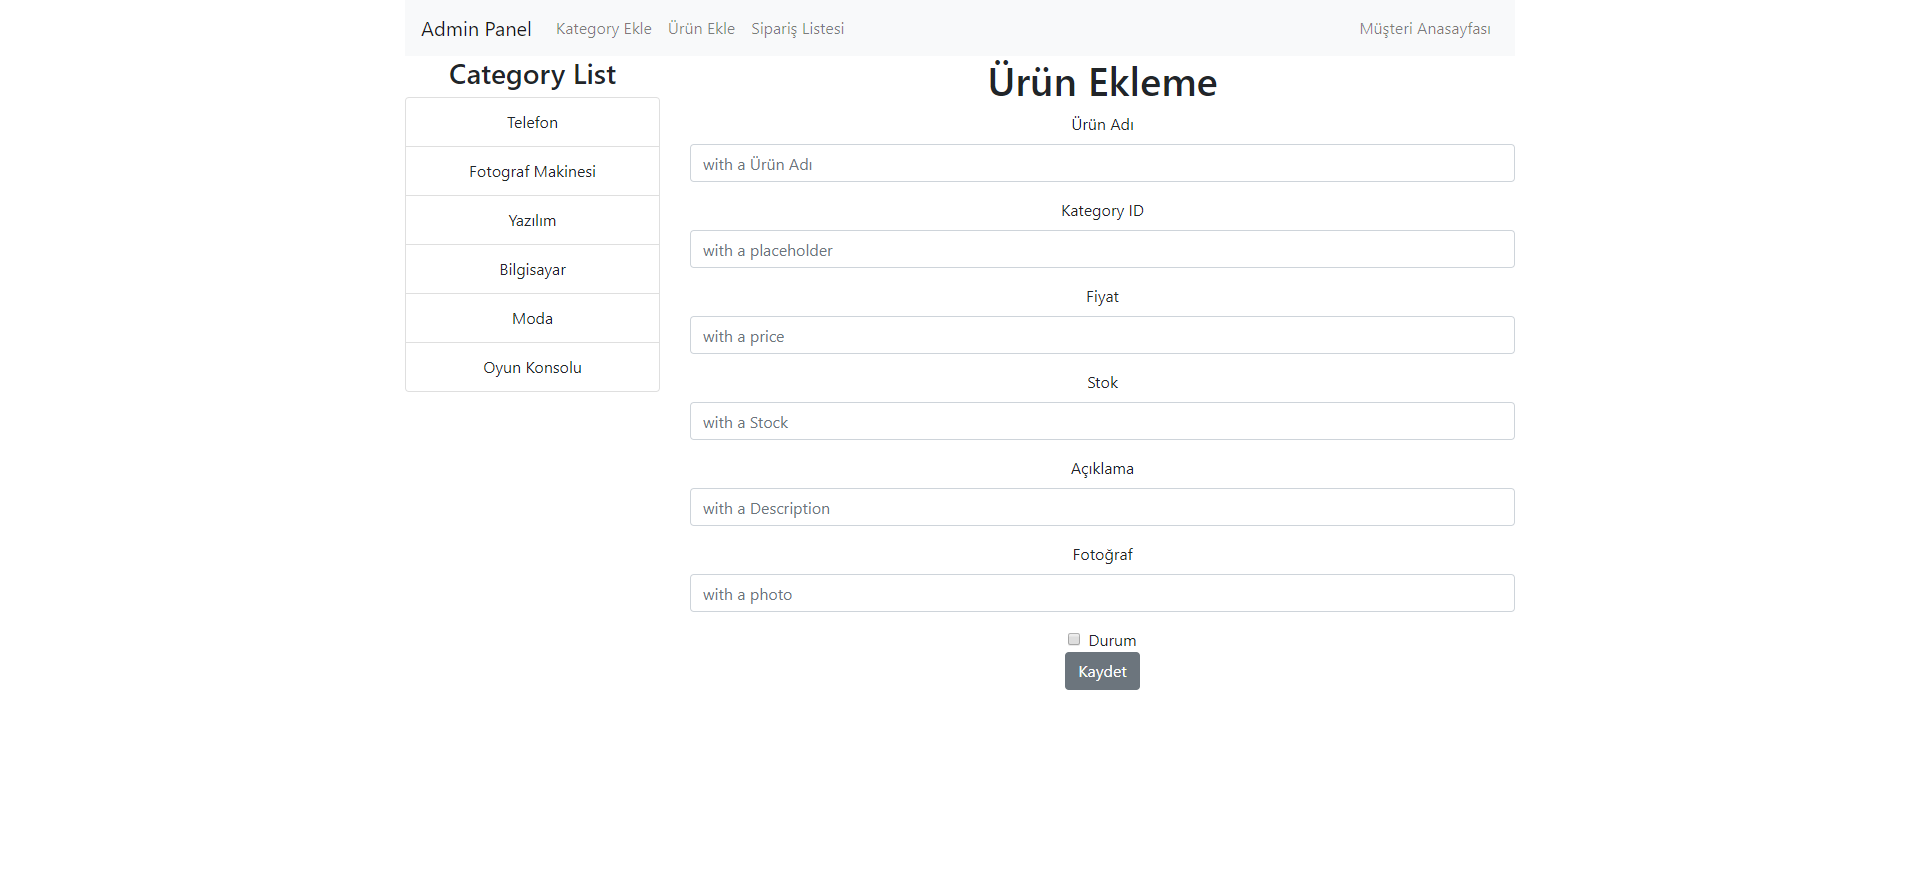 Admin Panel Kategory Ekle Ürün Ekle Sipariş Listesi Müşteri Anasayfası
Category List
Telefon
Fotograf Makinesi
Yazılım
Bilgisayar
Moda
Oyun Konsolu
Ürün Ekleme
Ürün Adı
with a Ürün Adı
Kategory ID
with a placeholder
Fiyat
with a price
Stok
with a Stock
Açıklama
with a Description
Fotoğraf
with a photo
Durum
Kaydet